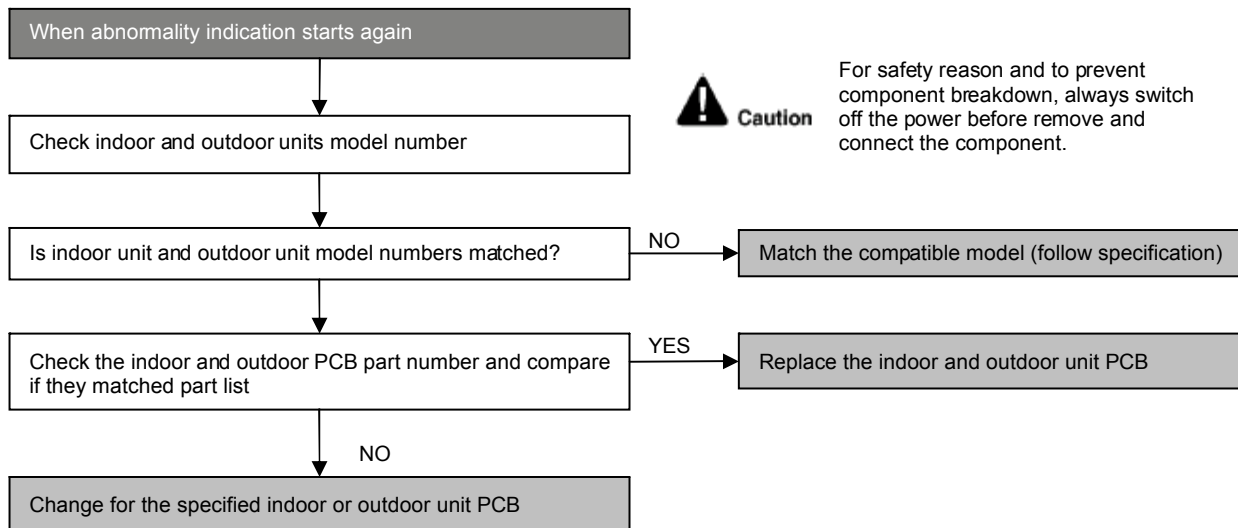 When abnormality indication starts again
For safety reason and to prevent
component breakdown, always switch
off the power before remove and
connect the component.
Caution
Check indoor and outdoor units model number
Is indoor unit and outdoor unit model numbers matched?
NO
Match the compatible model (follow specification)
Check the indoor and outdoor PCB part number and compare
if they matched part list
YES
Replace the indoor and outdoor unit PCB
NO
Change for the specified indoor or outdoor unit PCB